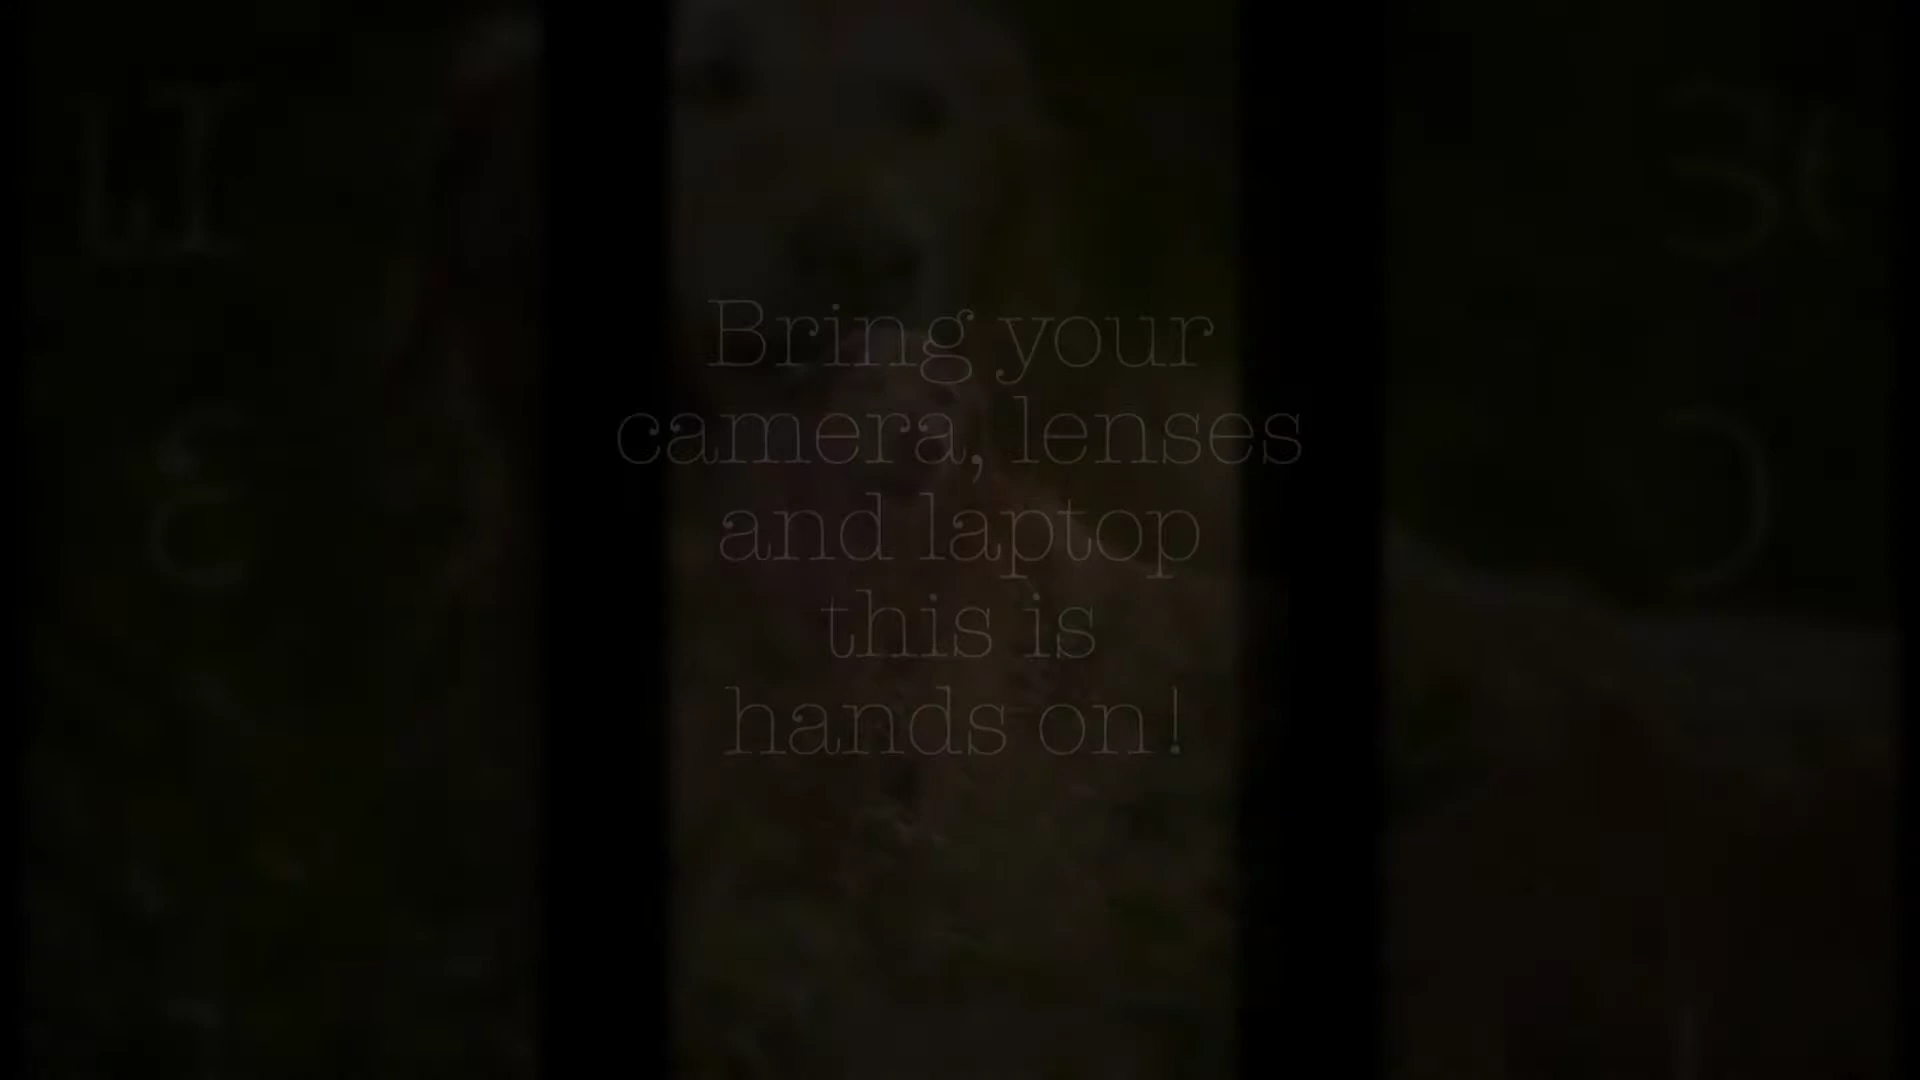 Bring your
camera, lenses
and laptop
this is
hands on!